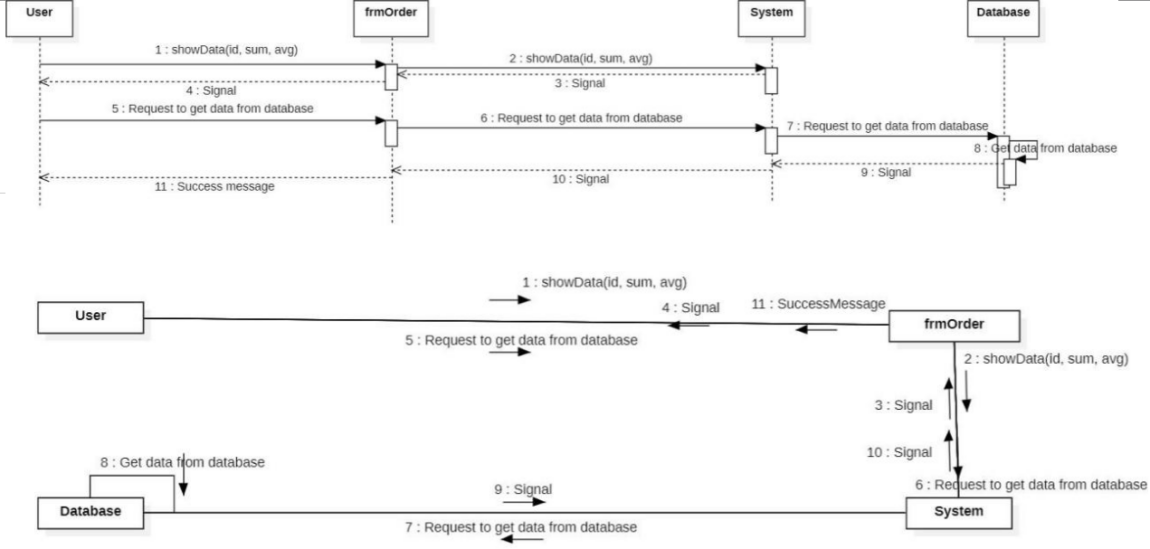 User
frmOrder
System
Database
1 : showData(id, sum, avg)
2 : showData(id, sum, avg)
3 : Signal
4 : Signal
5 : Request to get data from database
6 : Request to get data from database
7 : Request to get data from database
8 : Get data from database
9 : Signal
10 : Signal
11 : Success message
1 : showData(id, sum, avg)
4 : Signal
11 : SuccessMessage
User
frmOrder
5 : Request to get data from database
2 : showData(id, sum, avg)
3 : Signal
10 : Signal
8 : Get data from database
6 : Request to get data from database
9 : Signal
Database
System
7 : Request to get data from database